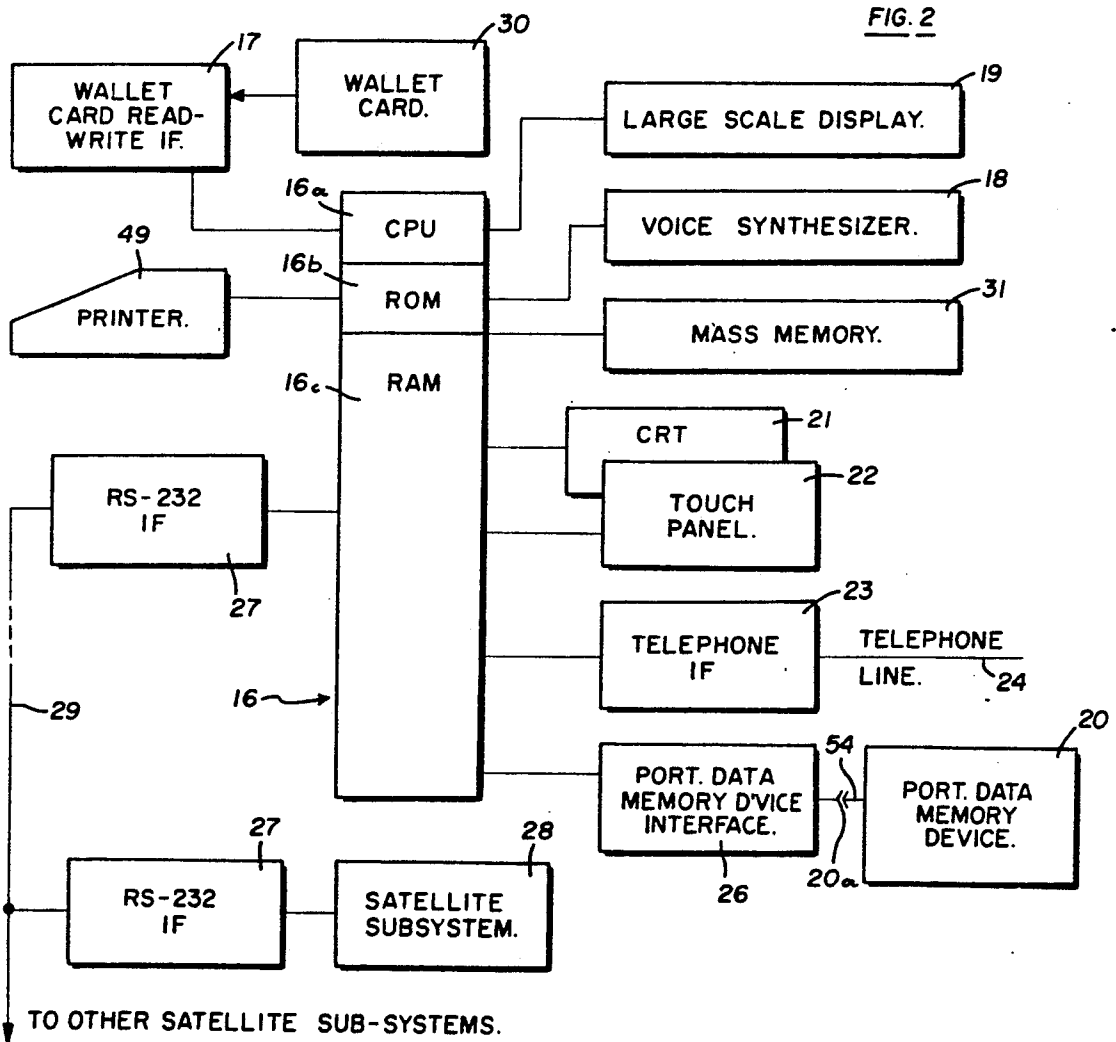 FIG. 2
17
30
WALLET
CARD READ-
WRITE IF.
WALLET
CARD.
19
LARGE SCALE DISPLAY.
16a
CPU
18
VOICE SYNTHESIZER.
49
PRINTER.
16b
ROM
31
MASS MEMORY.
16c
RAM
21
CRT
22
TOUCH
PANEL.
RS-232
IF
27
23
TELEPHONE
IF
TELEPHONE
LINE.
24
16
29
20
54
PORT. DATA
MEMORY D'VICE
INTERFACE.
26
20a
PORT. DATA
MEMORY
DEVICE.
27
RS-232
IF
28
SATELLITE
SUBSYSTEM.
TO OTHER SATELLITE SUB-SYSTEMS.